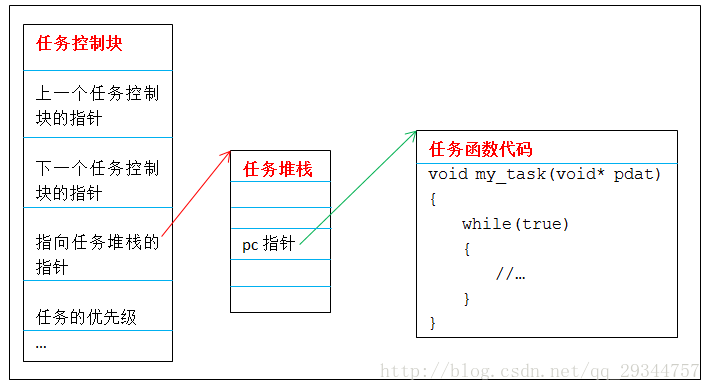 任务控制块
上一个任务控制
块的指针
下一个任务控制
块的指针
指向任务堆栈的
指针
任务的优先级
...
任务堆栈
pc 指针
任务函数代码
void my_task(void* pdat)
{
while(true)
{
//…
}
}
http://blog.csdn.net/qq_29344757